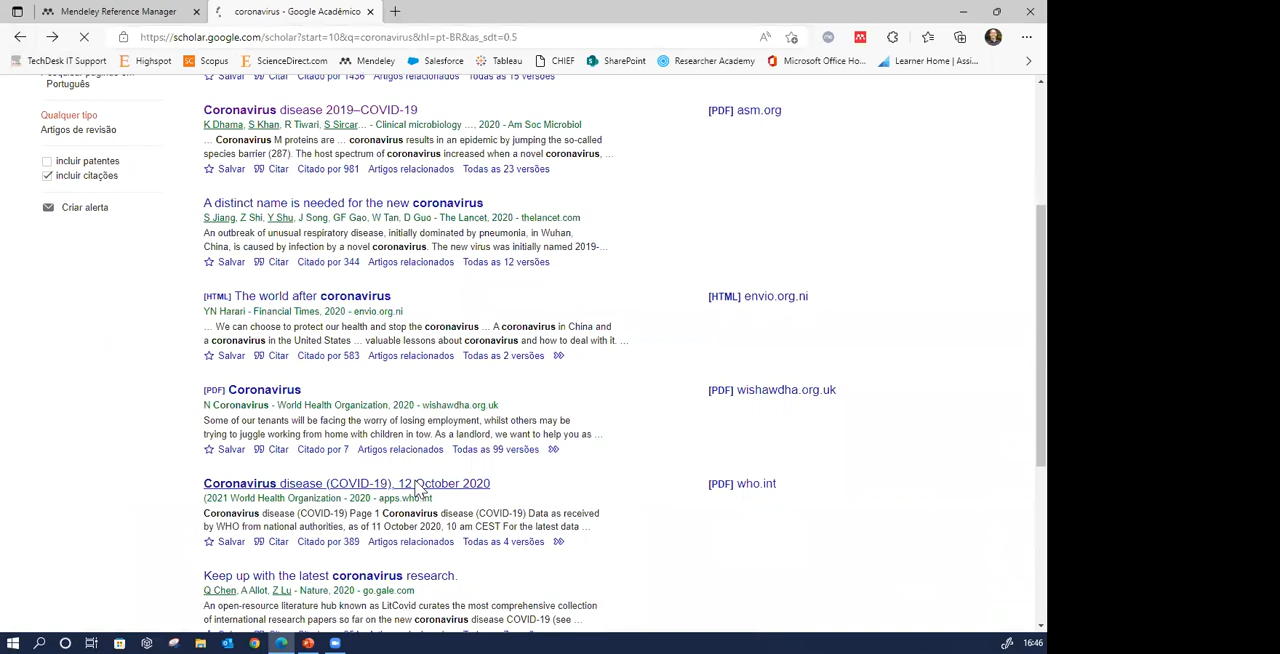 Mendeley Reference Manager
coronavirus - Google Acadêmico
https://scholar.google.com/scholar?start=10&q=coronavirus&hl=pt-BR&as_sdt=0.5
TechDesk IT Support
Highspot
Scopus
ScienceDirect.com
Mendeley
Salesforce
Tableau
CHIEF
SharePoint
Researcher Academy
Microsoft Office Ho...
Learner Home | Assi...
Português
Qualquer tipo
Artigos de revisão
incluir patentes
incluir citações
Criar alerta
Salvar Citar Citado por 1436 Artigos relacionados Todas as 15 versões
Coronavirus disease 2019–COVID-19
[PDF] asm.org
K Dhama, S Khan, R Tiwari, S Sircar... - Clinical microbiology ..., 2020 - Am Soc Microbiol
... Coronavirus M proteins are ... coronavirus results in an epidemic by jumping the so-called
species barrier (287). The host spectrum of coronavirus increased when a novel coronavirus, ...
Salvar Citar Citado por 981 Artigos relacionados Todas as 23 versões
A distinct name is needed for the new coronavirus
S Jiang, Z Shi, Y Shu, J Song, GF Gao, W Tan, D Guo - The Lancet, 2020 - thelancet.com
An outbreak of unusual respiratory disease, initially dominated by pneumonia, in Wuhan,
China, is caused by infection by a novel coronavirus. The new virus was initially named 2019-...
Salvar Citar Citado por 344 Artigos relacionados Todas as 12 versões
[HTML] The world after coronavirus
[HTML] envio.org.ni
YN Harari - Financial Times, 2020 - envio.org.ni
... We can choose to protect our health and stop the coronavirus ... A coronavirus in China and
a coronavirus in the United States ... valuable lessons about coronavirus and how to deal with it. ...
Salvar Citar Citado por 583 Artigos relacionados Todas as 2 versões
[PDF] Coronavirus
[PDF] wishawdha.org.uk
N Coronavirus - World Health Organization, 2020 - wishawdha.org.uk
Some of our tenants will be facing the worry of losing employment, whilst others may be
trying to juggle working from home with children in tow. As a landlord, we want to help you as ...
Salvar Citar Citado por 7 Artigos relacionados Todas as 99 versões
Coronavirus disease (COVID-19), 12 October 2020
[PDF] who.int
(2021 World Health Organization - 2020 - apps.who.int
Coronavirus disease (COVID-19) Page 1 Coronavirus disease (COVID-19) Data as received
by WHO from national authorities, as of 11 October 2020, 10 am CEST For the latest data ...
Salvar Citar Citado por 389 Artigos relacionados Todas as 4 versões
Keep up with the latest coronavirus research.
Q Chen, A Allot, Z Lu - Nature, 2020 - go.gale.com
An open-resource literature hub known as LitCovid curates the most comprehensive collection
of international research papers so far on the new coronavirus disease COVID-19 (see ...
16:46